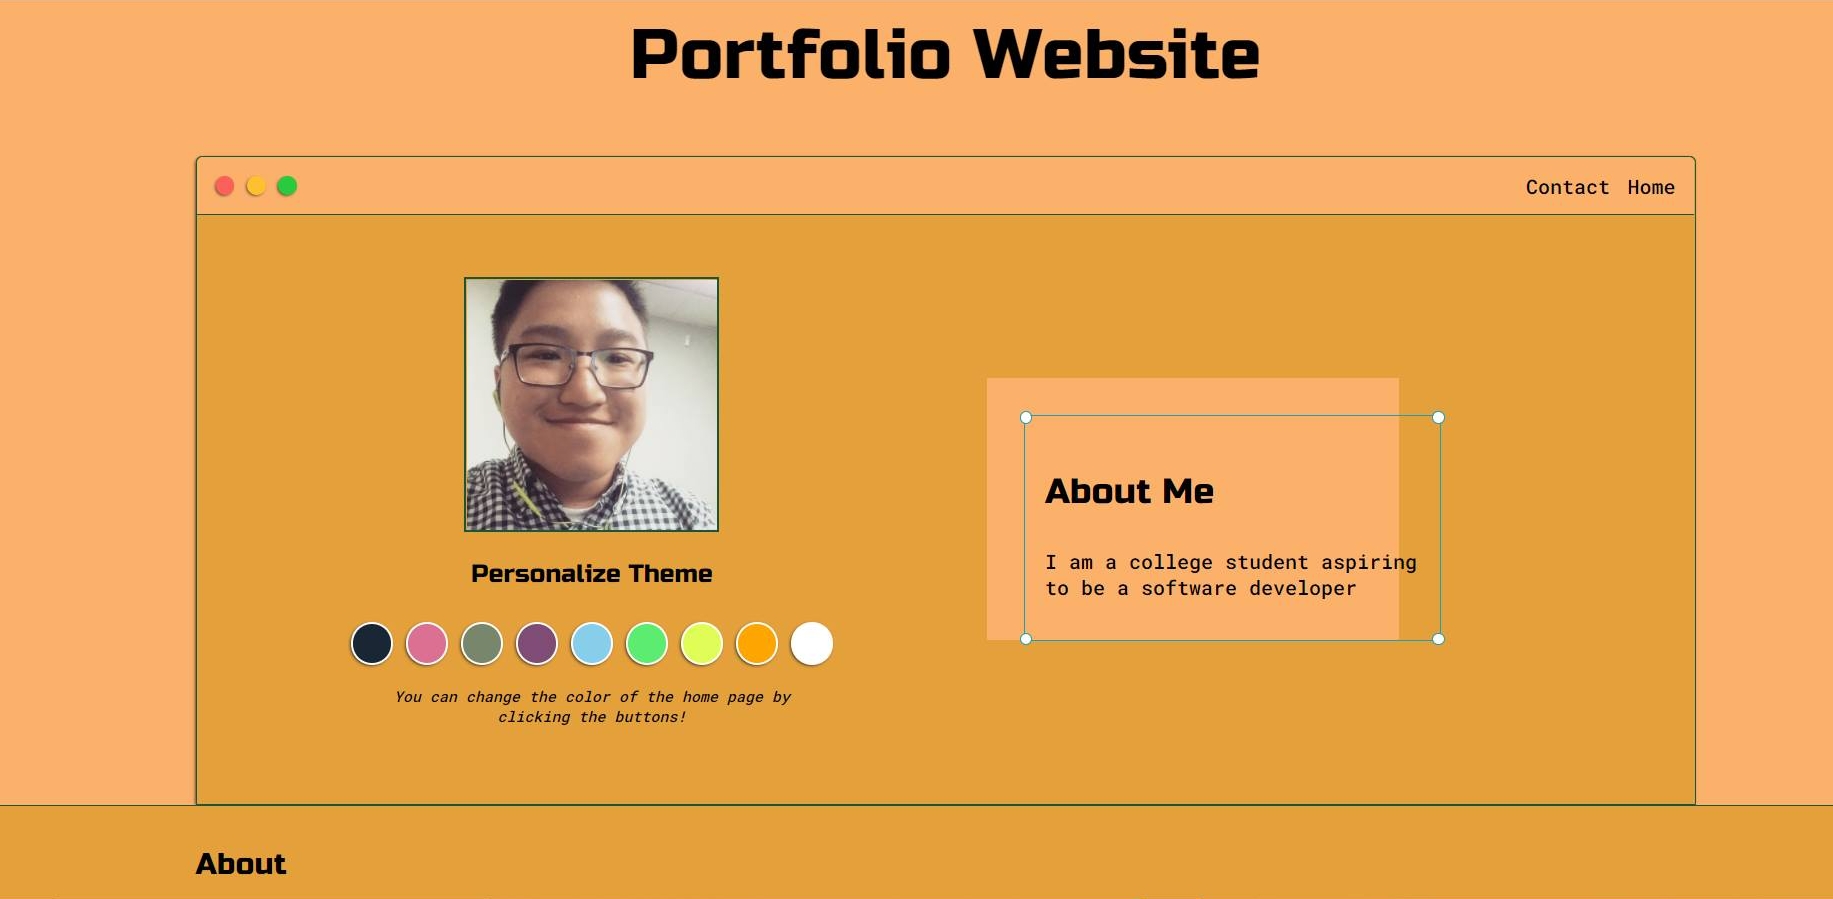 Portfolio Website
Contact Home
Personalize Theme
You can change the color of the home page by
clicking the buttons!
About Me
I am a college student aspiring
to be a software developer
About